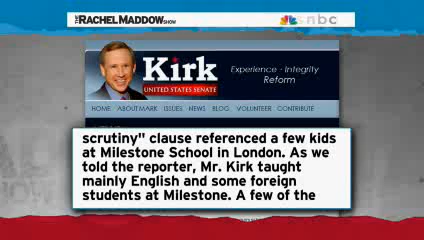 THE RACHEL MADDOW SHOW
msnbc
Kirk
UNITED STATES SENATE
Experience - Integrity
Reform
HOME ABOUT MARK ISSUES NEWS BLOG VOLUNTEER CONTRIBUTE
scrutiny" clause referenced a few kids
at Milestone School in London. As we
told the reporter, Mr. Kirk taught
mainly English and some foreign
students at Milestone. A few of the